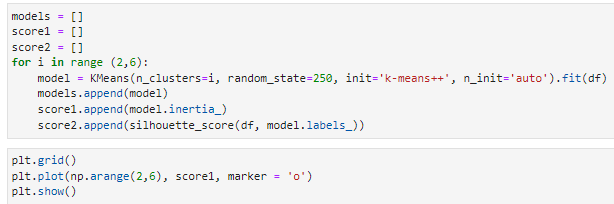 models = []
score1 = []
score2 = []
for i in range (2,6):
    model = KMeans(n_clusters=i, random_state=250, init='k-means++', n_init='auto').fit(df)
    models.append(model)
    score1.append(model.inertia_)
    score2.append(silhouette_score(df, model.labels_))
plt.grid()
plt.plot(np.arange(2,6), score1, marker = 'o')
plt.show()